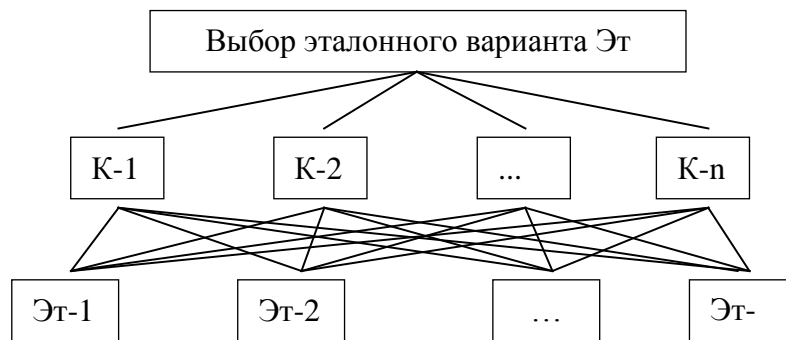 Выбор эталонного варианта Эт
К-1 К-2 ... К-n
Эт-1 Эт-2 … Эт-